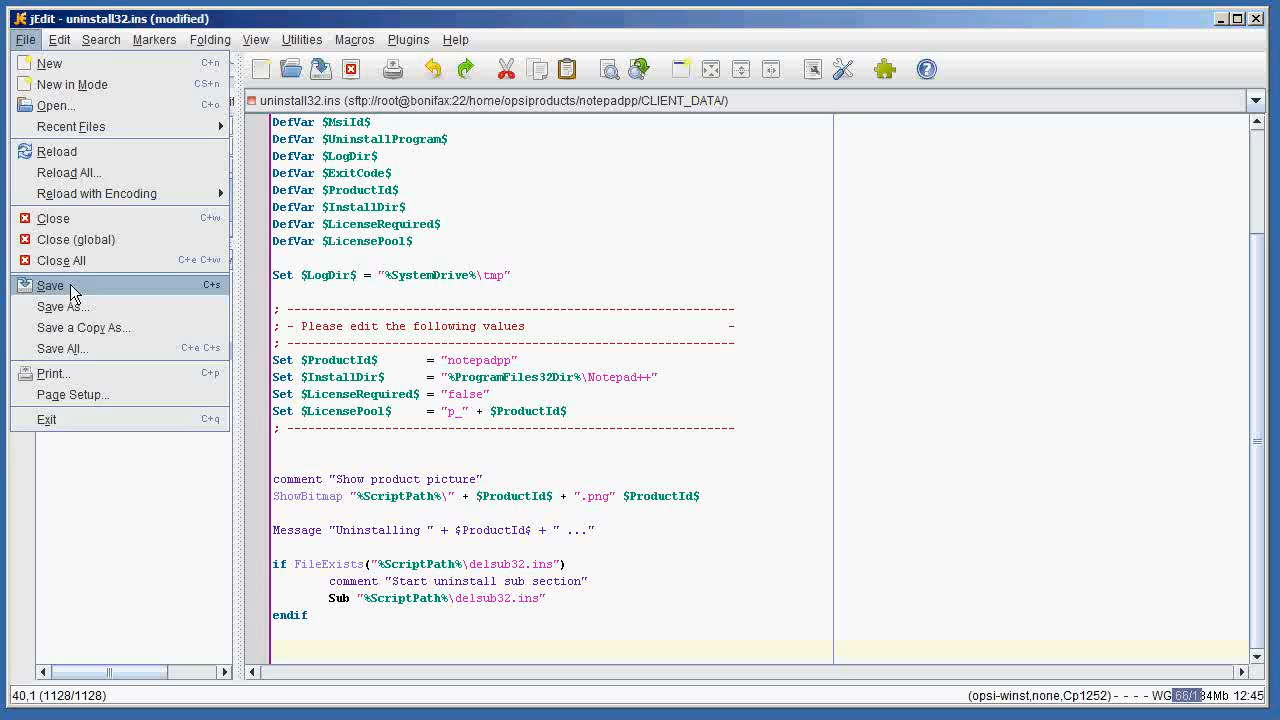 jEdit - uninstall32.ins (modified)
File Edit Search Markers Folding View Utilities Macros Plugins Help
New C+n
New in Mode CS+n
Open... C+o
Recent Files
Reload
Reload All...
Reload with Encoding
Close C+w
Close (global)
Close All C+e C+w
Save C+s
Save As...
Save a Copy As...
Save All... C+e C+s
Print... C+p
Page Setup...
Exit C+q
uninstall32.ins (sftp://root@bonifax:22/home/opsiproducts/notepadpp/CLIENT_DATA/)
DefVar $MsiId$
DefVar $UninstallProgram$
DefVar $LogDir$
DefVar $ExitCode$
DefVar $ProductId$
DefVar $InstallDir$
DefVar $LicenseRequired$
DefVar $LicensePool$
Set $LogDir$ = "%SystemDrive%\tmp"
; ----------------------------------------------------------------
; - Please edit the following values                             -
; ----------------------------------------------------------------
Set $ProductId$       = "notepadpp"
Set $InstallDir$      = "%ProgramFiles32Dir%\Notepad++"
Set $LicenseRequired$ = "false"
Set $LicensePool$     = "p_" + $ProductId$
; ----------------------------------------------------------------
comment "Show product picture"
ShowBitmap "%ScriptPath%\" + $ProductId$ + ".png" $ProductId$
Message "Uninstalling " + $ProductId$ + " ..."
if FileExists("%ScriptPath%\delsub32.ins")
comment "Start uninstall sub section"
Sub "%ScriptPath%\delsub32.ins"
endif
40,1 (1128/1128) (opsi-winst,none,Cp1252) - - - - WG 12:45